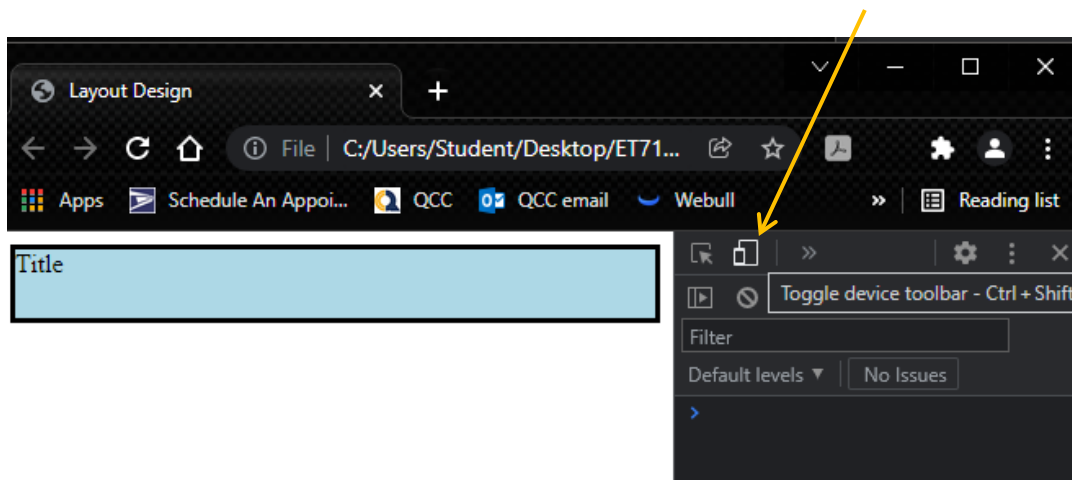 Layout Design
File C:/Users/Student/Desktop/ET71...
Apps Schedule An Appoi... QCC QCC email Webull » Reading list
Title
Toggle device toolbar - Ctrl + Shift
Filter
Default levels ▼ No Issues